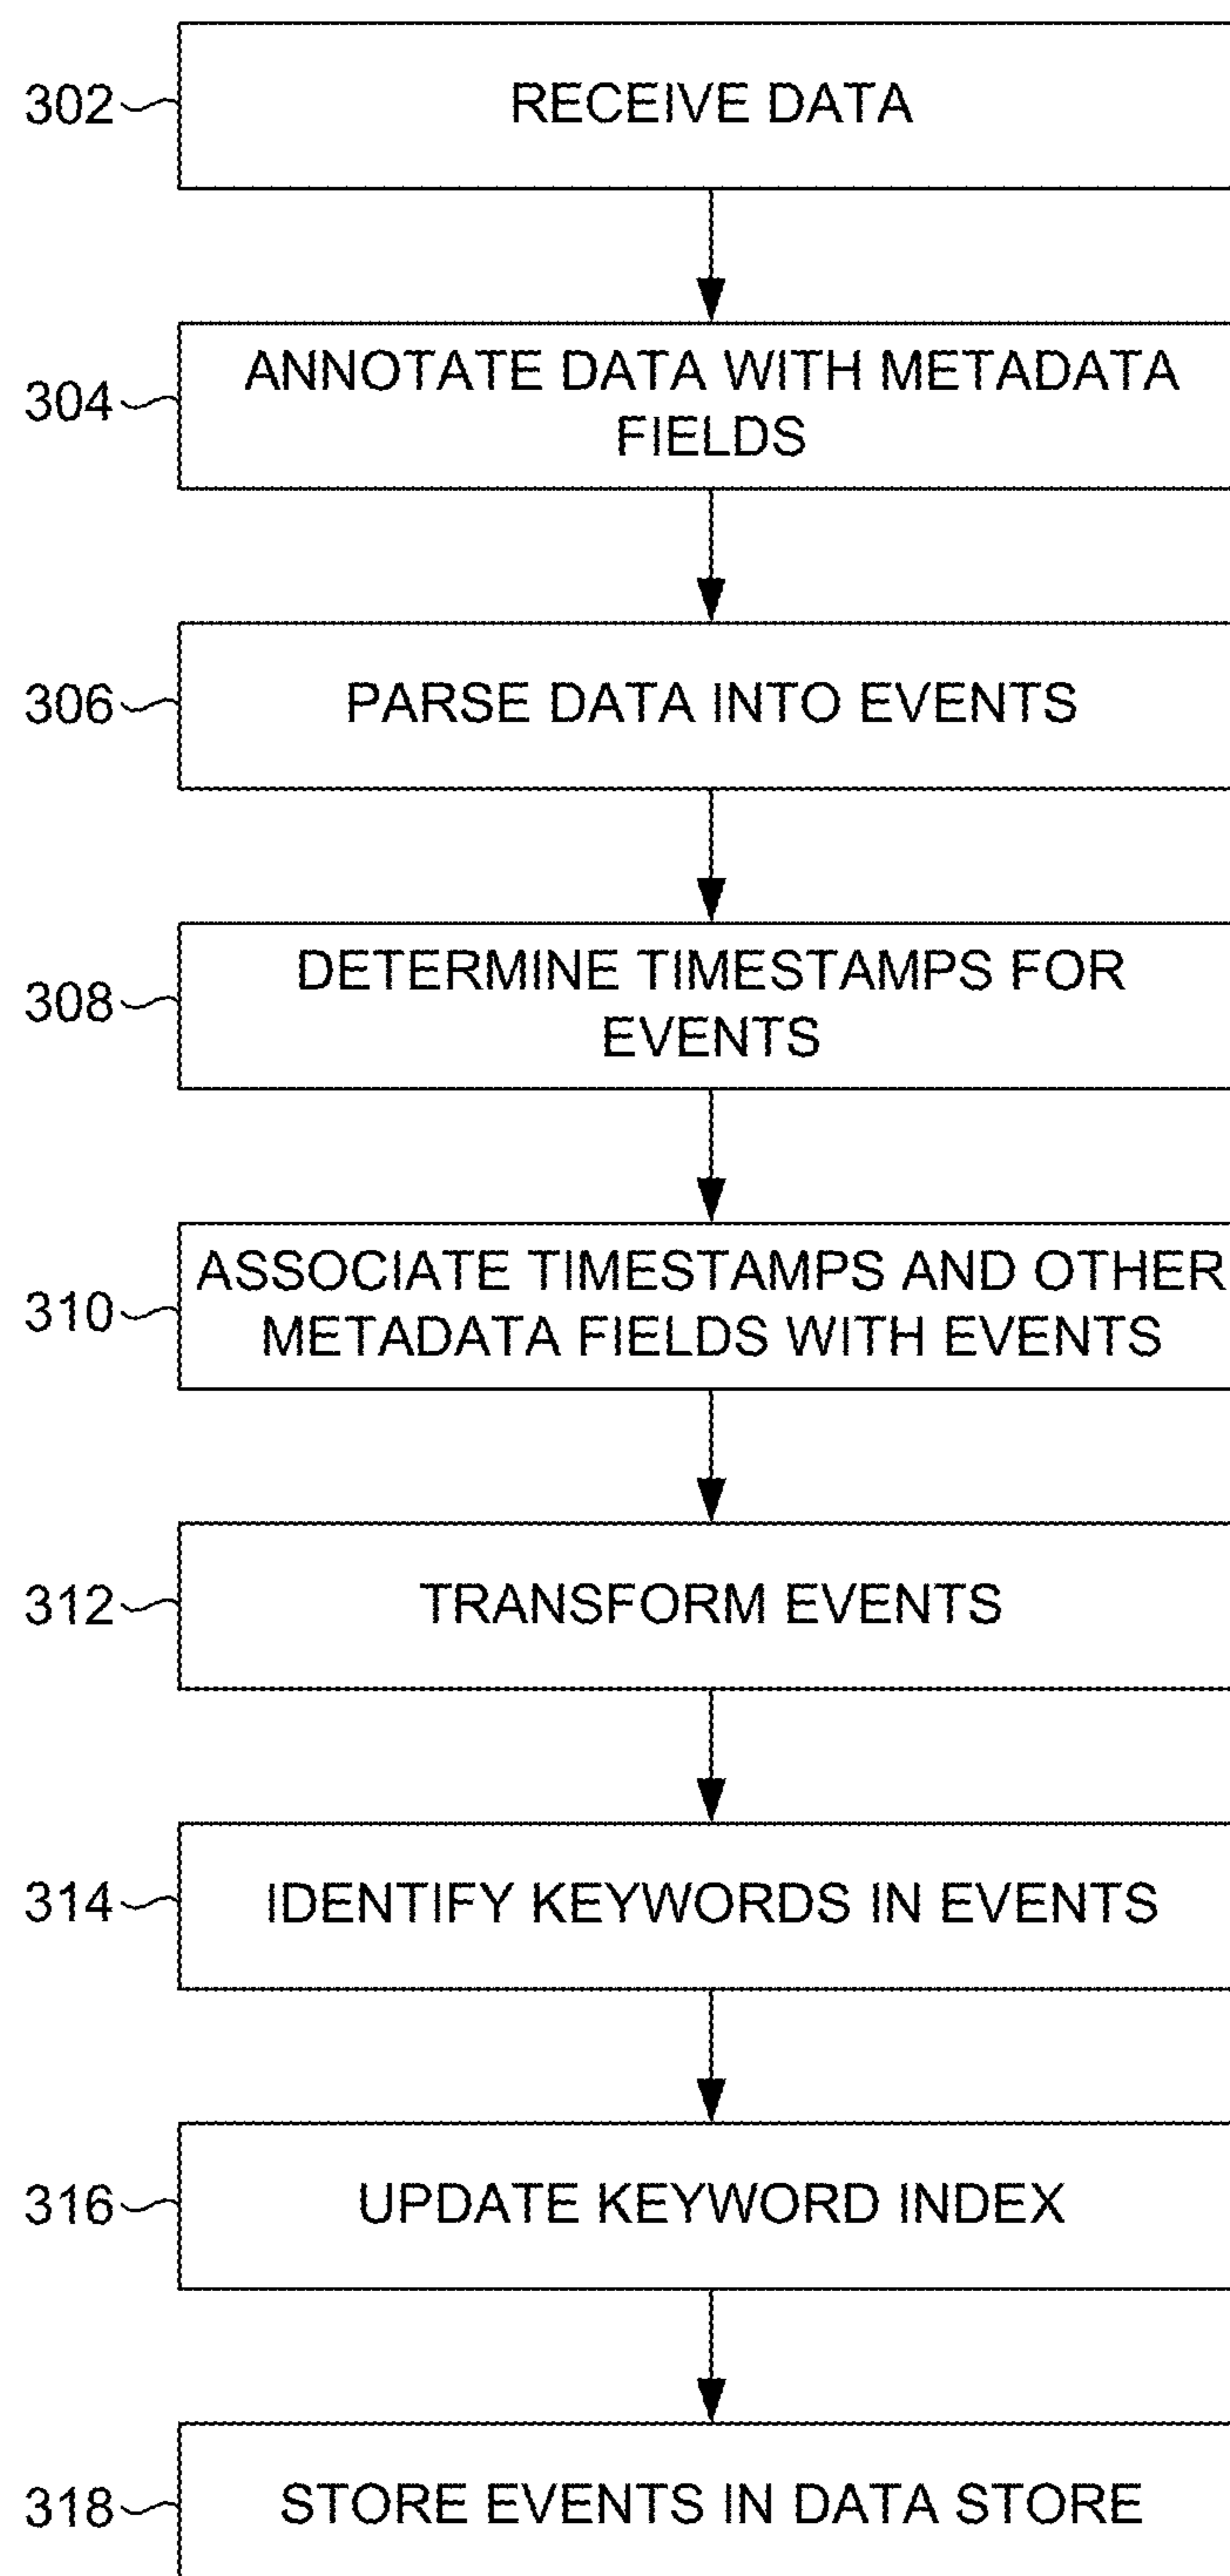 302
RECEIVE DATA
304
ANNOTATE DATA WITH METADATA
FIELDS
306
PARSE DATA INTO EVENTS
308
DETERMINE TIMESTAMPS FOR
EVENTS
310
ASSOCIATE TIMESTAMPS AND OTHER
METADATA FIELDS WITH EVENTS
312
TRANSFORM EVENTS
314
IDENTIFY KEYWORDS IN EVENTS
316
UPDATE KEYWORD INDEX
318
STORE EVENTS IN DATA STORE